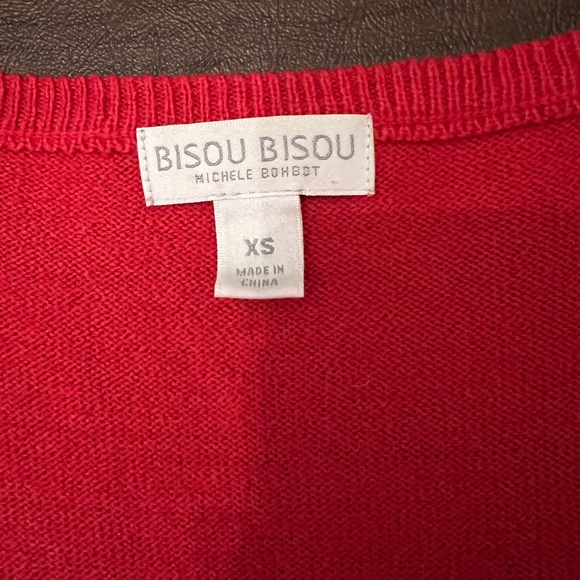 BISOU BISOU
MICHELE BOHBOT
XS
MADE IN
CHINA